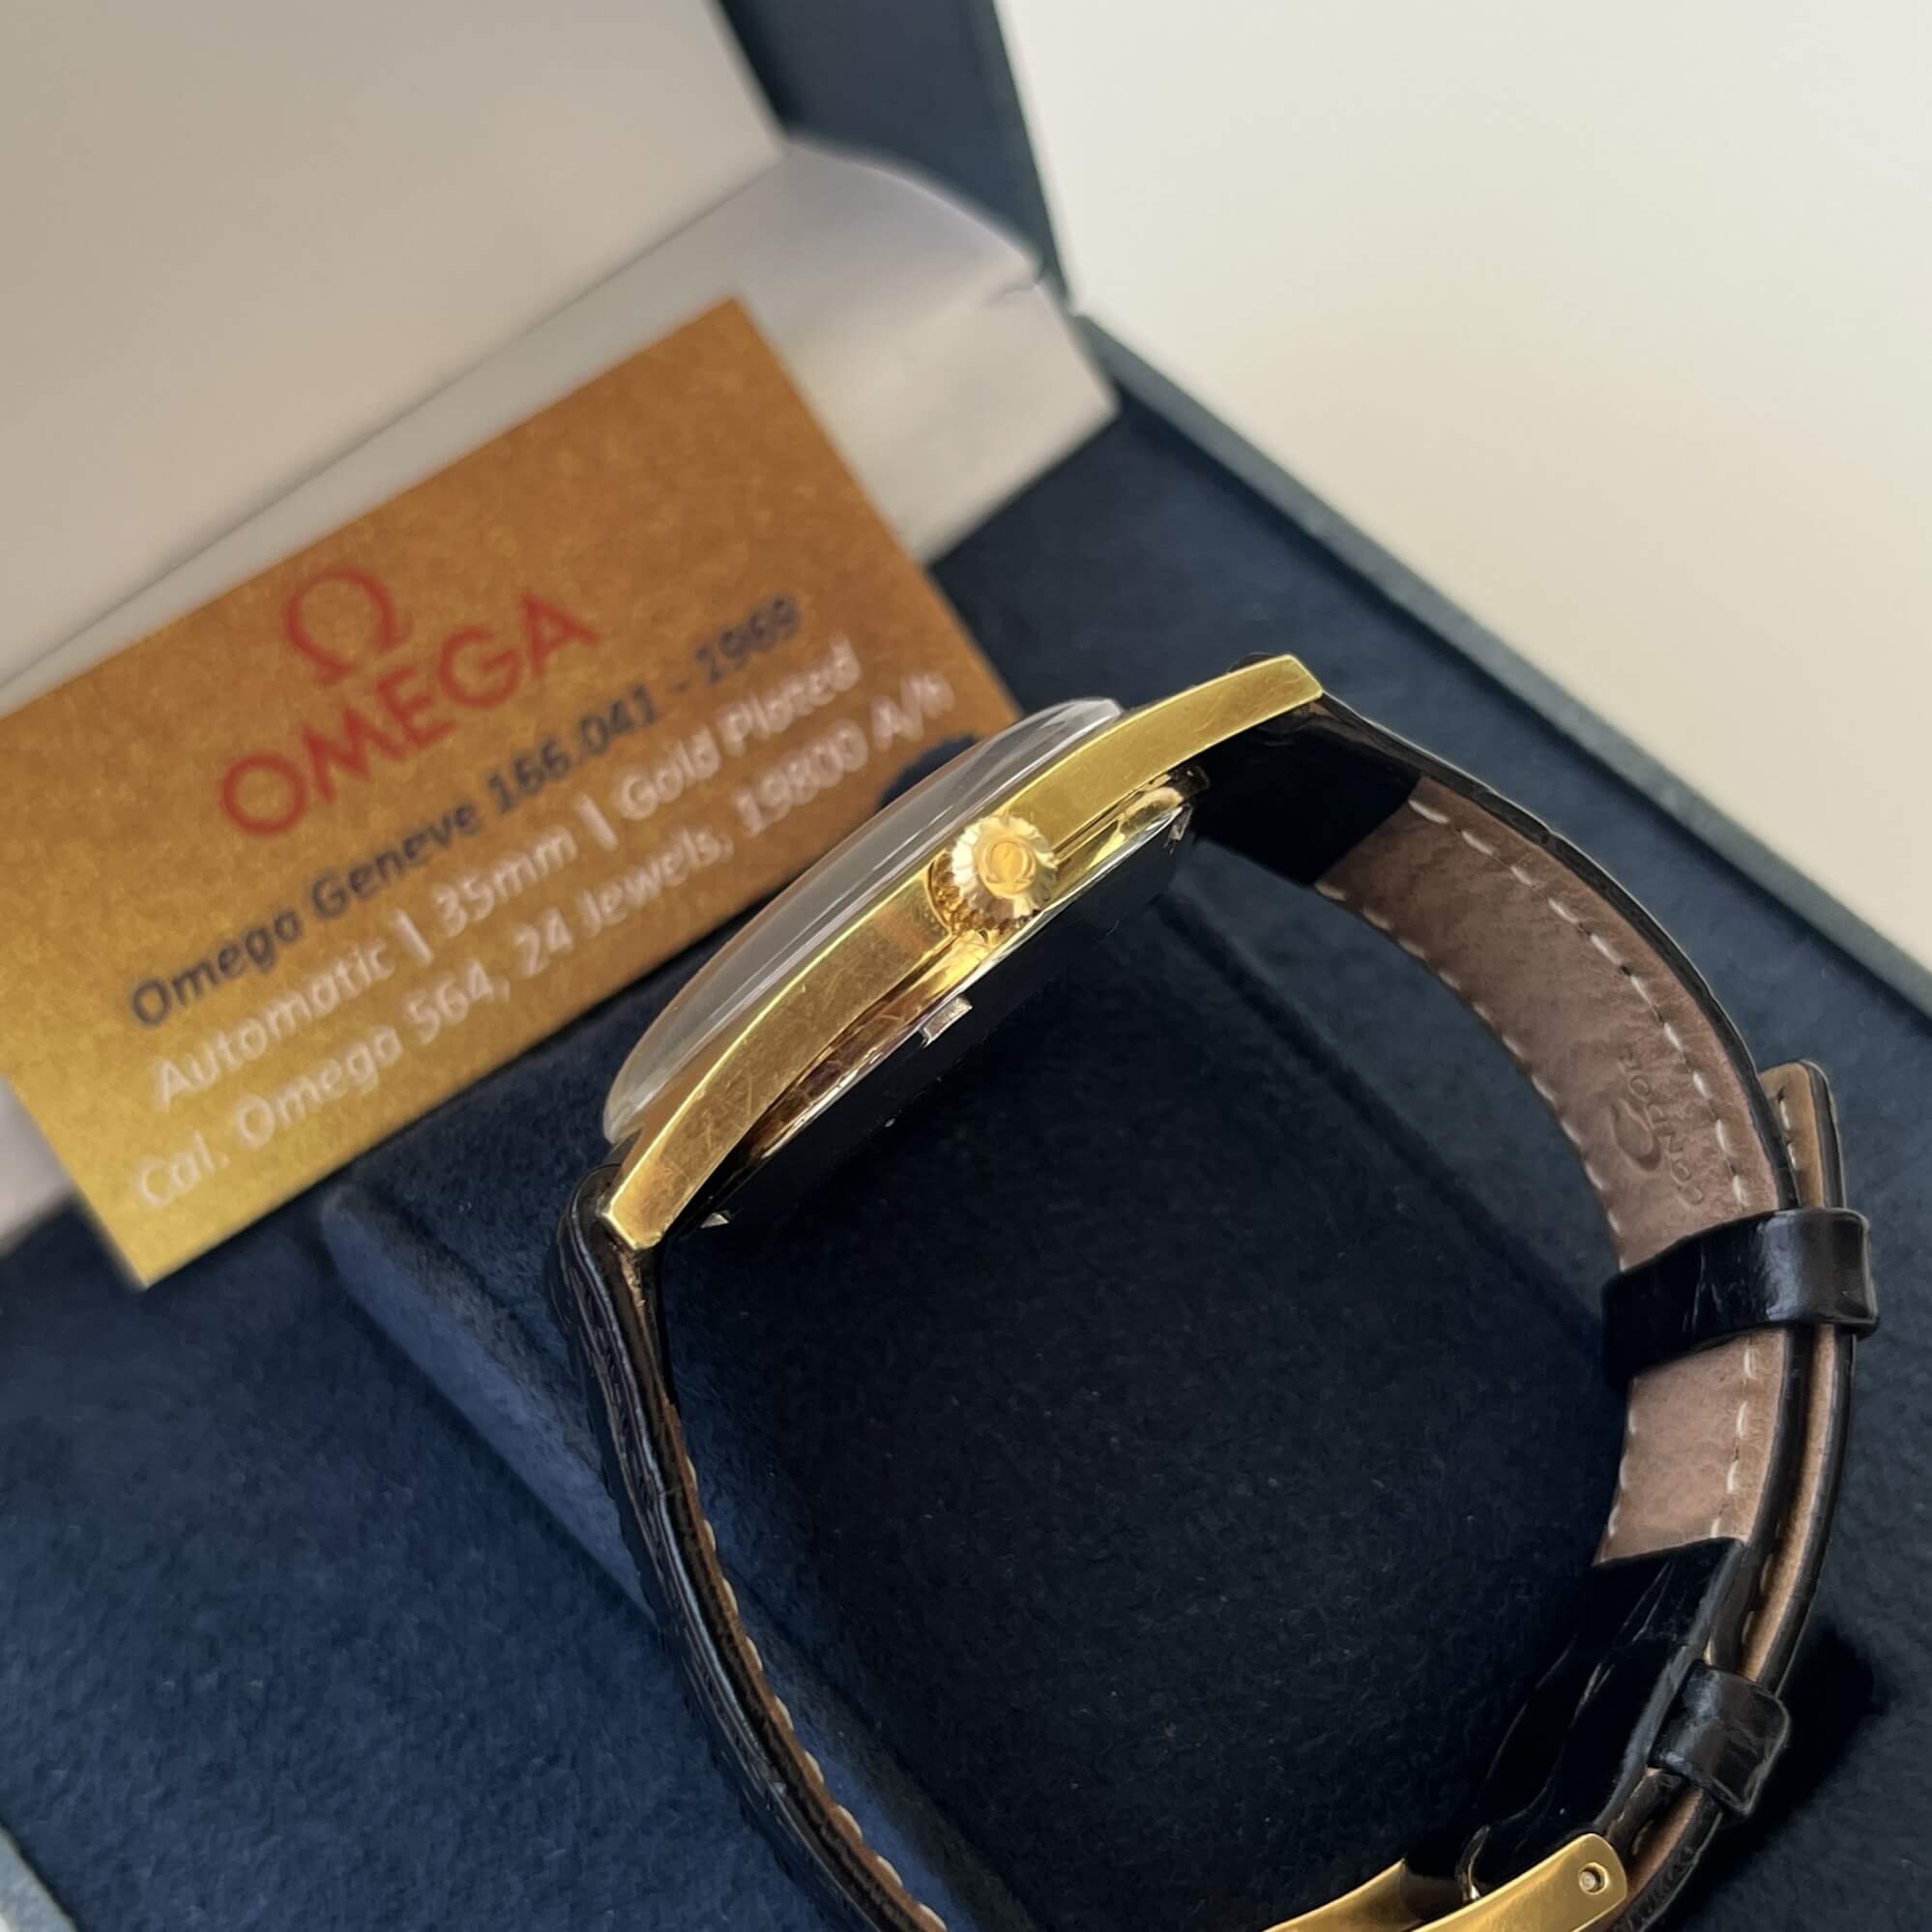 Ω
OMEGA
Omega Geneve 166.041 - 1969
Automatic | 35mm | Gold Plated
Cal. Omega 564, 24 Jewels, 19800 A/h